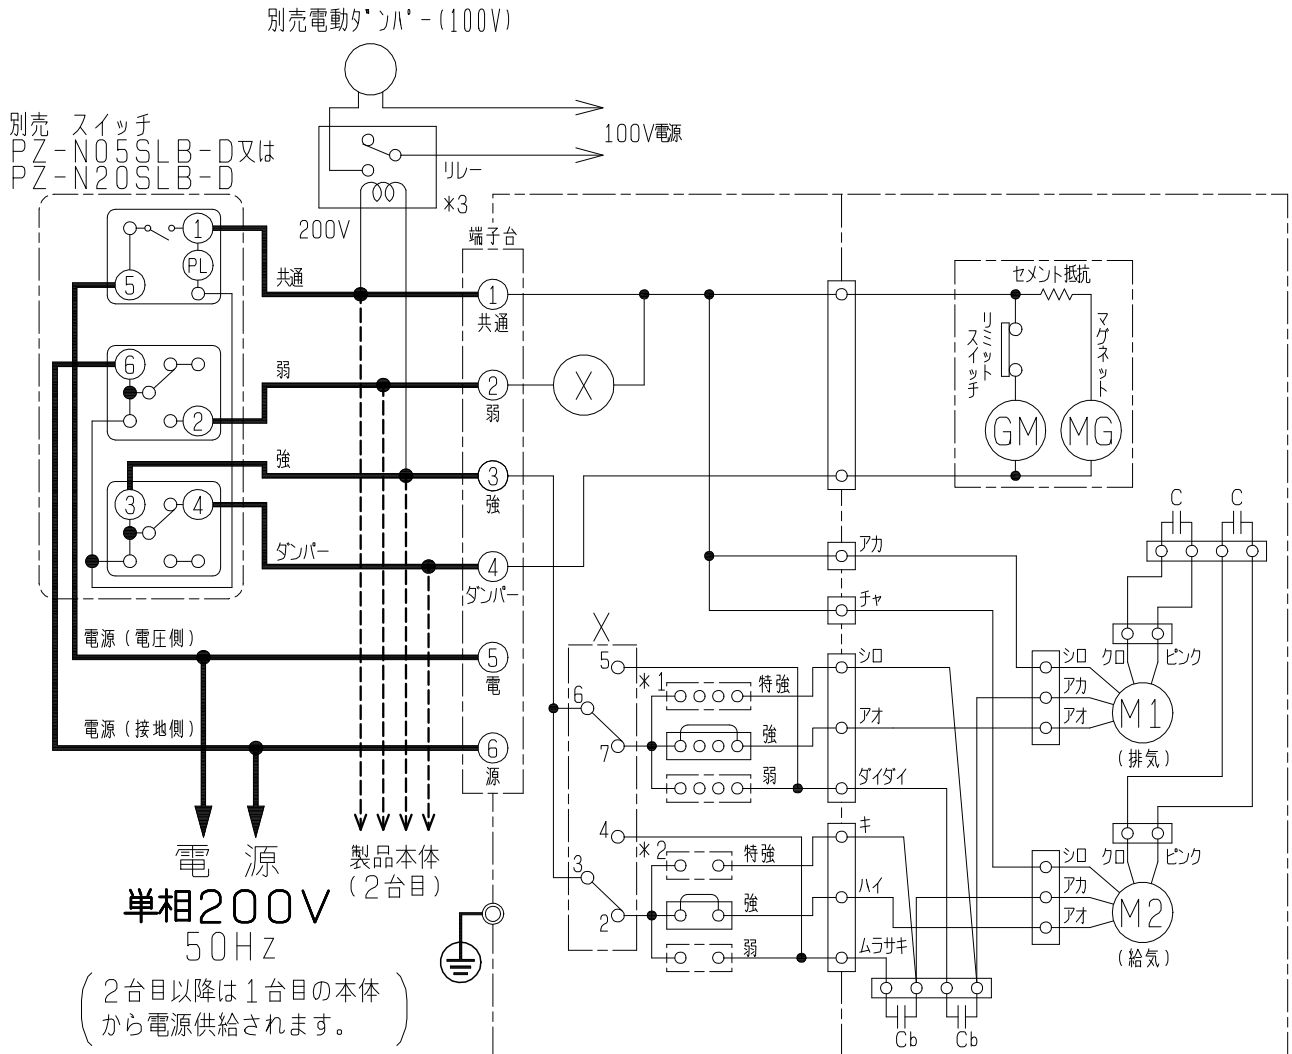 別売電動ダンパー(100V)
100V電源
別売 スイッチ
PZ-N05SLB-D又は
PZ-N20SLB-D
リレー
*3
200V
端子台
1
PL
5
共通
1
共通
セメント抵抗
リミット
スイッチ
マグネット
6
弱
2
X
2
弱
GM
MG
強
3
強
3
4
C
C
ダンパー
4
ダンパー
アカ
チャ
電源(電圧側)
5
電
X
5
*1
特強
シロ
シロ
クロ
ピンク
6
アカ
M1
強
アオ
アオ
7
(排気)
電源(接地側)
6
源
弱
ダイダイ
4
キ
*2
特強
シロ
クロ
ピンク
3
ハイ
アカ
M2
強
アオ
2
(給気)
弱
ムラサキ
Cb
Cb
製品本体
(2台目)
電 源
単相200V
50Hz
(2台目以降は1台目の本体
から電源供給されます。)